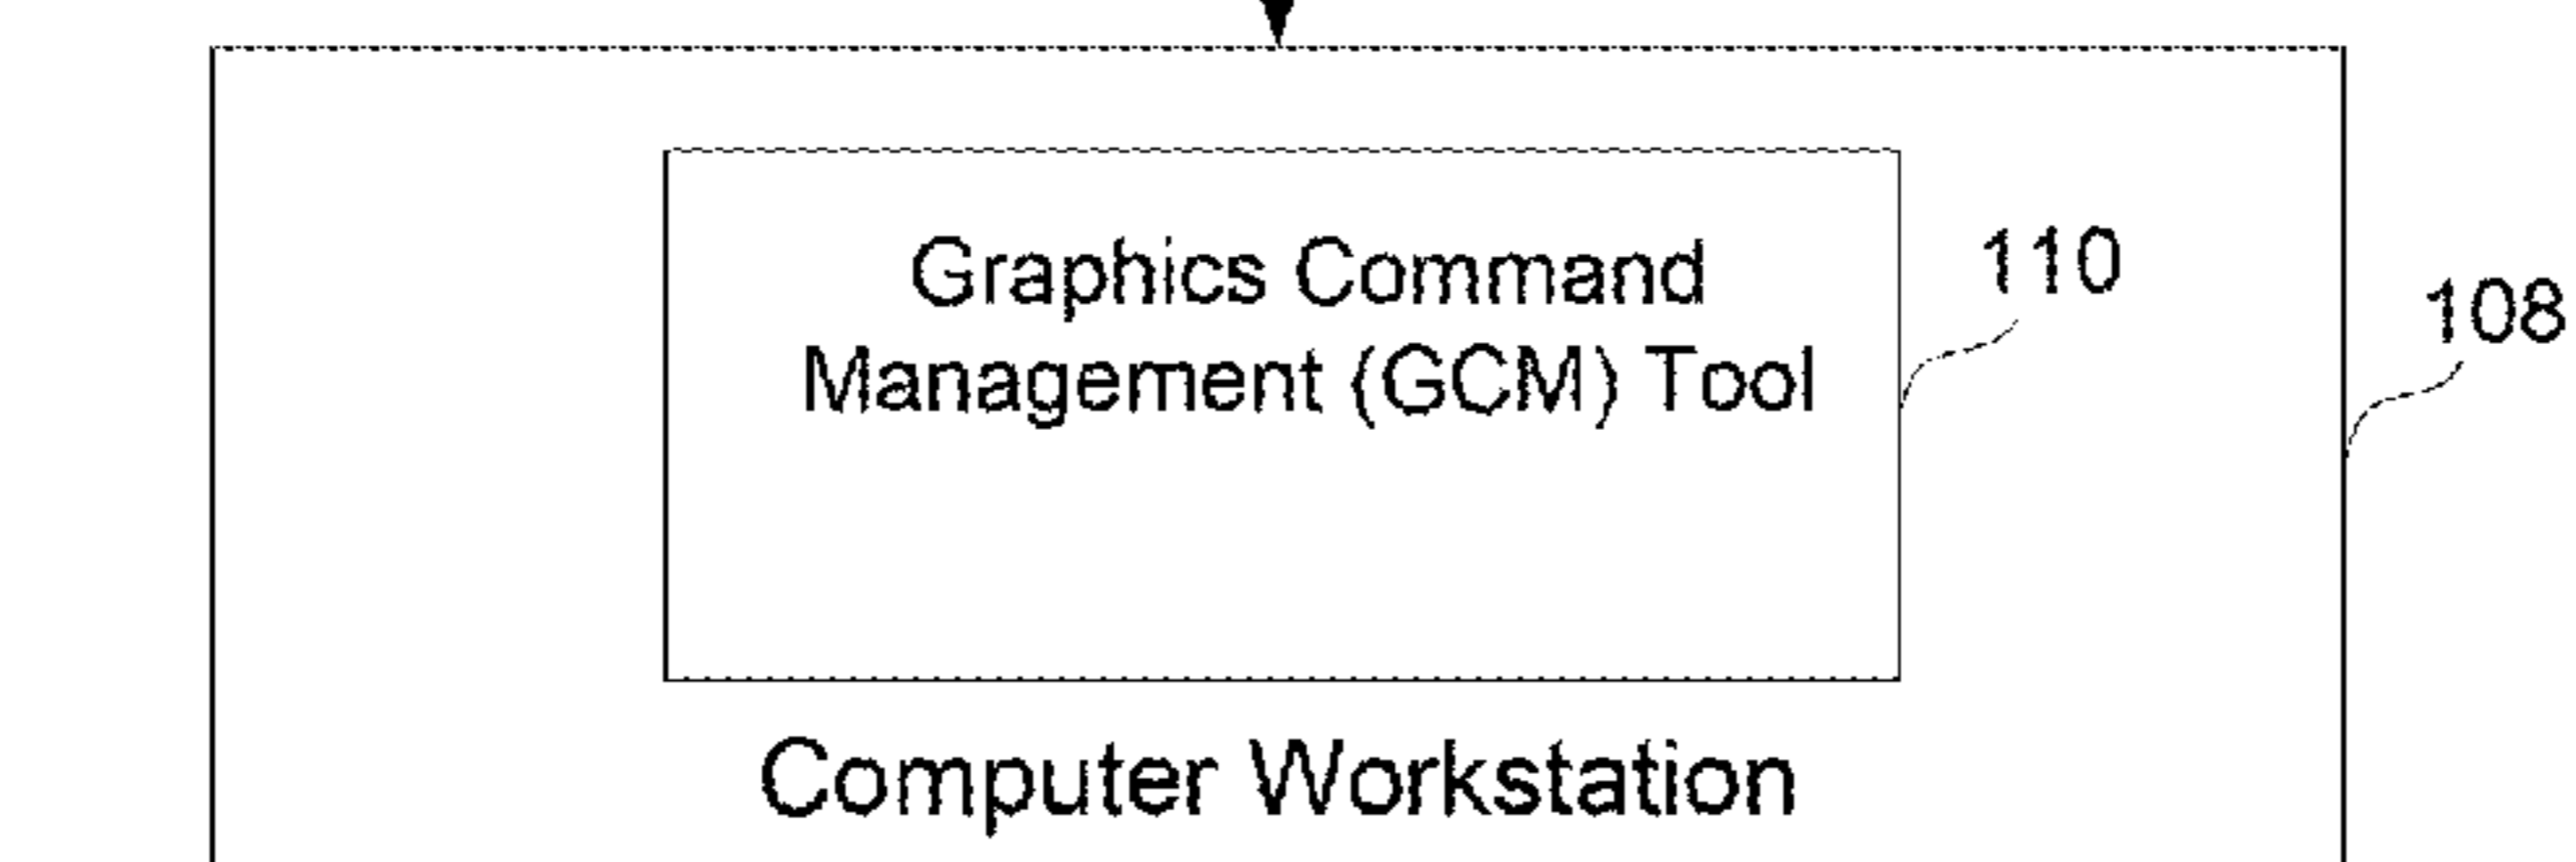 Graphics Command
Management (GCM) Tool
110
108
Computer Workstation